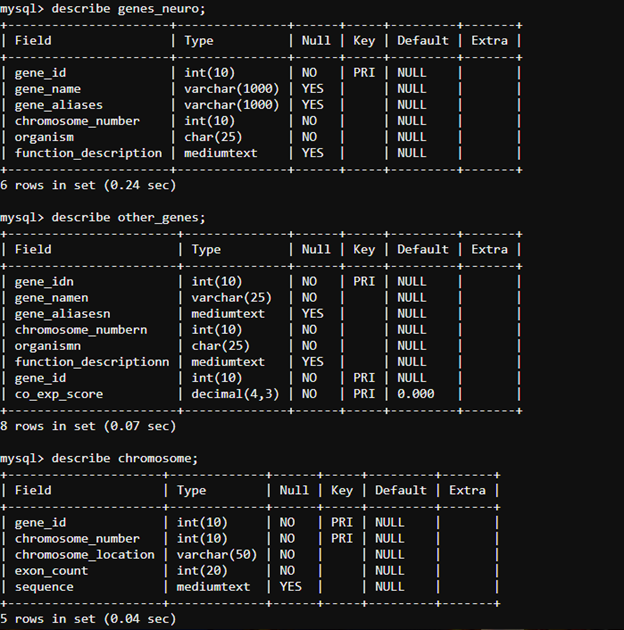 mysql> describe genes_neuro;
+----------------------+---------------+------+-----+---------+-------+
| Field | Type | Null | Key | Default | Extra |
+----------------------+---------------+------+-----+---------+-------+
| gene_id | int(10) | NO | PRI | NULL | |
| gene_name | varchar(1000) | YES | | NULL | |
| gene_aliases | varchar(1000) | YES | | NULL | |
| chromosome_number | int(10) | NO | | NULL | |
| organism | char(25) | NO | | NULL | |
| function_description | mediumtext | YES | | NULL | |
+----------------------+---------------+------+-----+---------+-------+
6 rows in set (0.24 sec)
mysql> describe other_genes;
+-----------------------+--------------+------+-----+---------+-------+
| Field | Type | Null | Key | Default | Extra |
+-----------------------+--------------+------+-----+---------+-------+
| gene_idn | int(10) | NO | PRI | NULL | |
| gene_namen | varchar(25) | NO | | NULL | |
| gene_aliasesn | mediumtext | YES | | NULL | |
| chromosome_numbern | int(10) | NO | | NULL | |
| organismn | char(25) | NO | | NULL | |
| function_descriptionn | mediumtext | YES | | NULL | |
| gene_id | int(10) | NO | PRI | NULL | |
| co_exp_score | decimal(4,3) | NO | PRI | 0.000 | |
+-----------------------+--------------+------+-----+---------+-------+
8 rows in set (0.07 sec)
mysql> describe chromosome;
+---------------------+-------------+------+-----+---------+-------+
| Field | Type | Null | Key | Default | Extra |
+---------------------+-------------+------+-----+---------+-------+
| gene_id | int(10) | NO | PRI | NULL | |
| chromosome_number | int(10) | NO | PRI | NULL | |
| chromosome_location | varchar(50) | NO | | NULL | |
| exon_count | int(20) | NO | | NULL | |
| sequence | mediumtext | YES | | NULL | |
+---------------------+-------------+------+-----+---------+-------+
5 rows in set (0.04 sec)